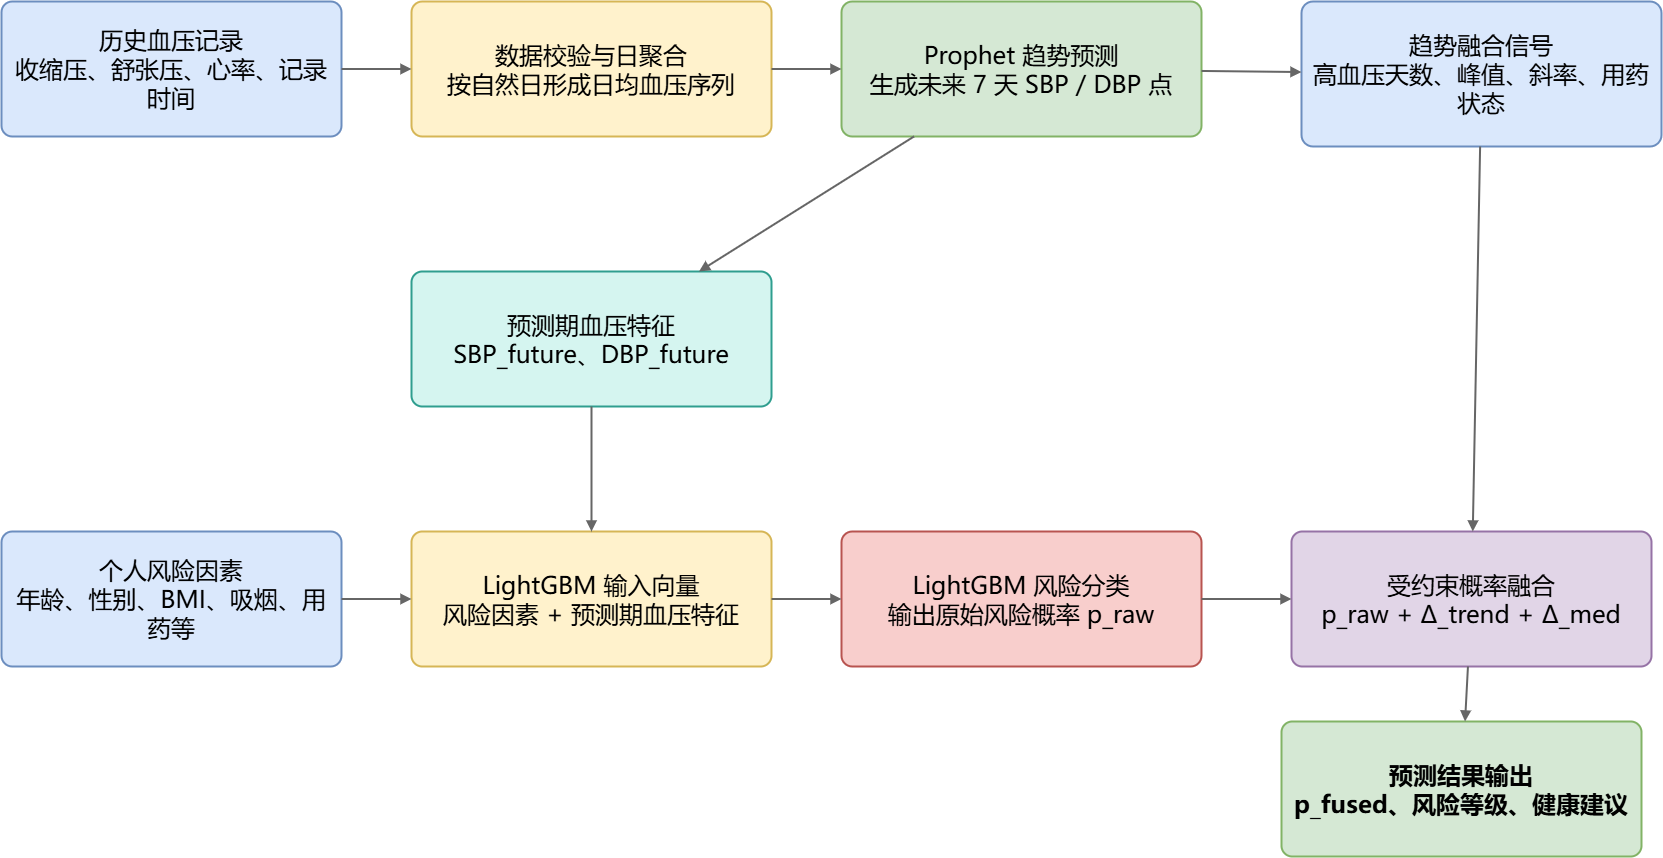 历史血压记录
收缩压、舒张压、心率、记录
时间
数据校验与日聚合
按自然日形成日均血压序列
Prophet 趋势预测
生成未来 7 天 SBP / DBP 点
趋势融合信号
高血压天数、峰值、斜率、用药
状态
预测期血压特征
SBP_future、DBP_future
个人风险因素
年龄、性别、BMI、吸烟、用
药等
LightGBM 输入向量
风险因素 + 预测期血压特征
LightGBM 风险分类
输出原始风险概率 p_raw
受约束概率融合
p_raw + Δ_trend + Δ_med
预测结果输出
p_fused、风险等级、健康建议